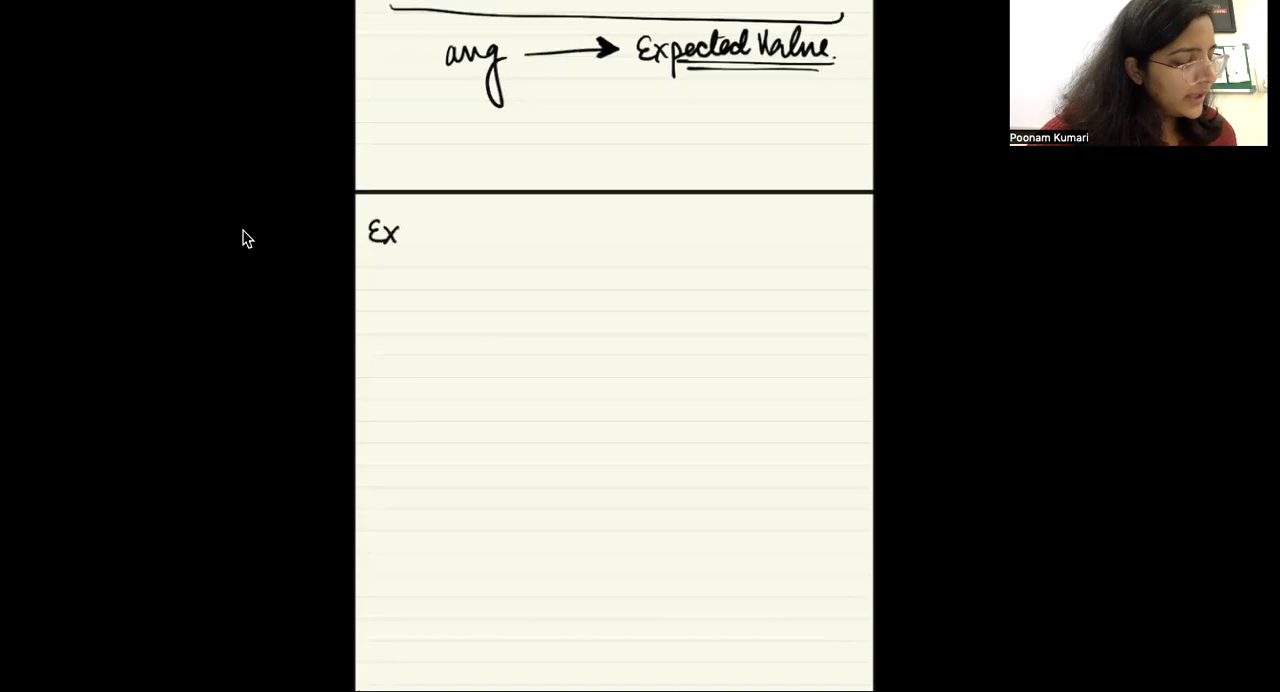 avg → Expected Value.
Poonam Kumari
Ex